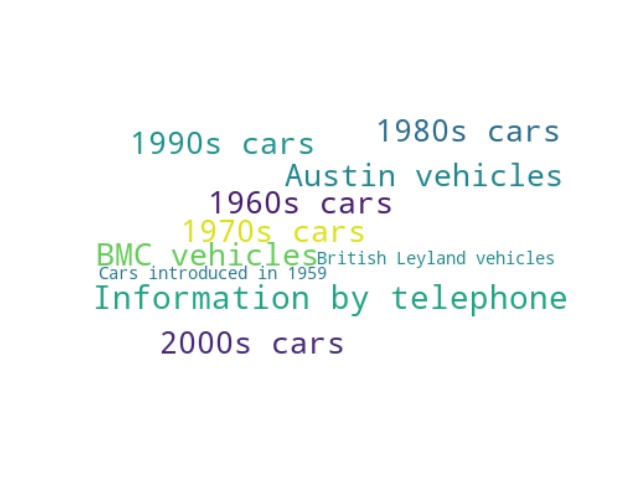 1980s cars
1990s cars
Austin vehicles
1960s cars
1970s cars
BMC vehicles
British Leyland vehicles
Cars introduced in 1959
Information by telephone
2000s cars